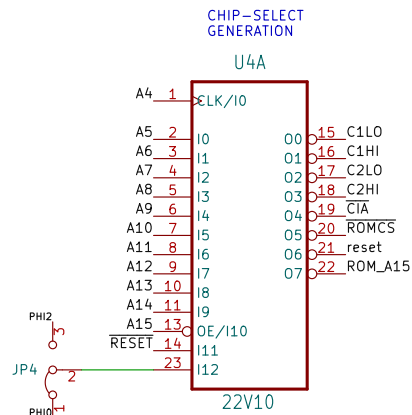 CHIP-SELECT
GENERATION
U4A
A4 1 CLK/I0
A5 2 I0 O0 15 C1LO
A6 3 I1 O1 16 C1HI
A7 4 I2 O2 17 C2LO
A8 5 I3 O3 18 C2HI
A9 6 I4 O4 19 CIA
A10 7 I5 O5 20 ROMCS
A11 8 I6 O6 21 reset
A12 9 I7 O7 22 ROM_A15
A13 10 I8
A14 11 I9
A15 13 OE/I10
RESET 14 I11
23 I12
PHI2
3
JP4 2
1
PHI0
22V10